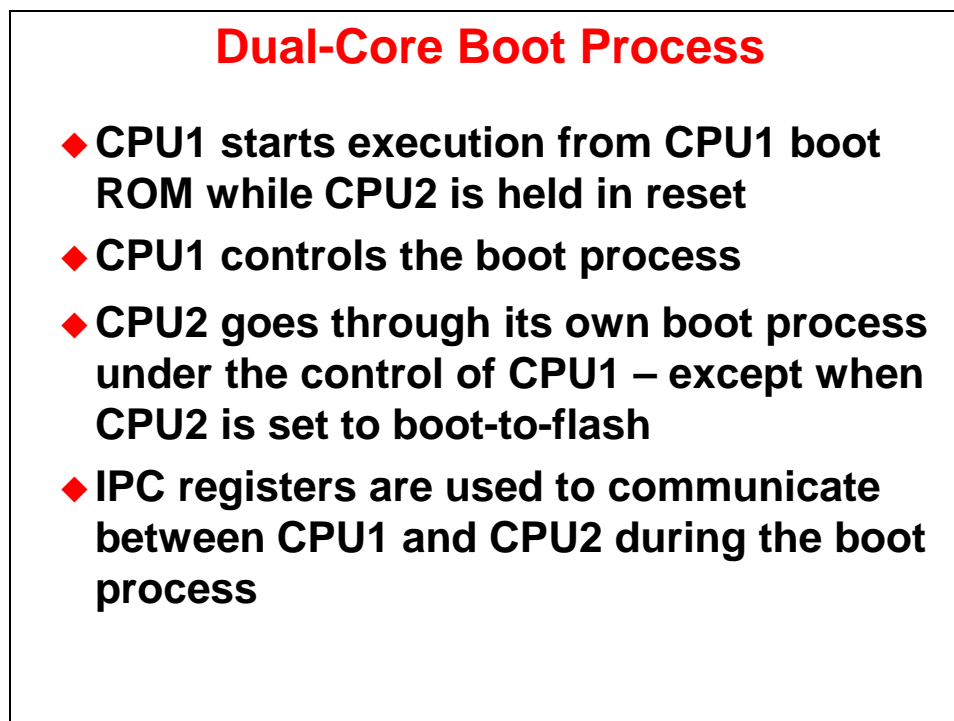 Dual-Core Boot Process
CPU1 starts execution from CPU1 boot
ROM while CPU2 is held in reset
CPU1 controls the boot process
CPU2 goes through its own boot process
under the control of CPU1 – except when
CPU2 is set to boot-to-flash
IPC registers are used to communicate
between CPU1 and CPU2 during the boot
process